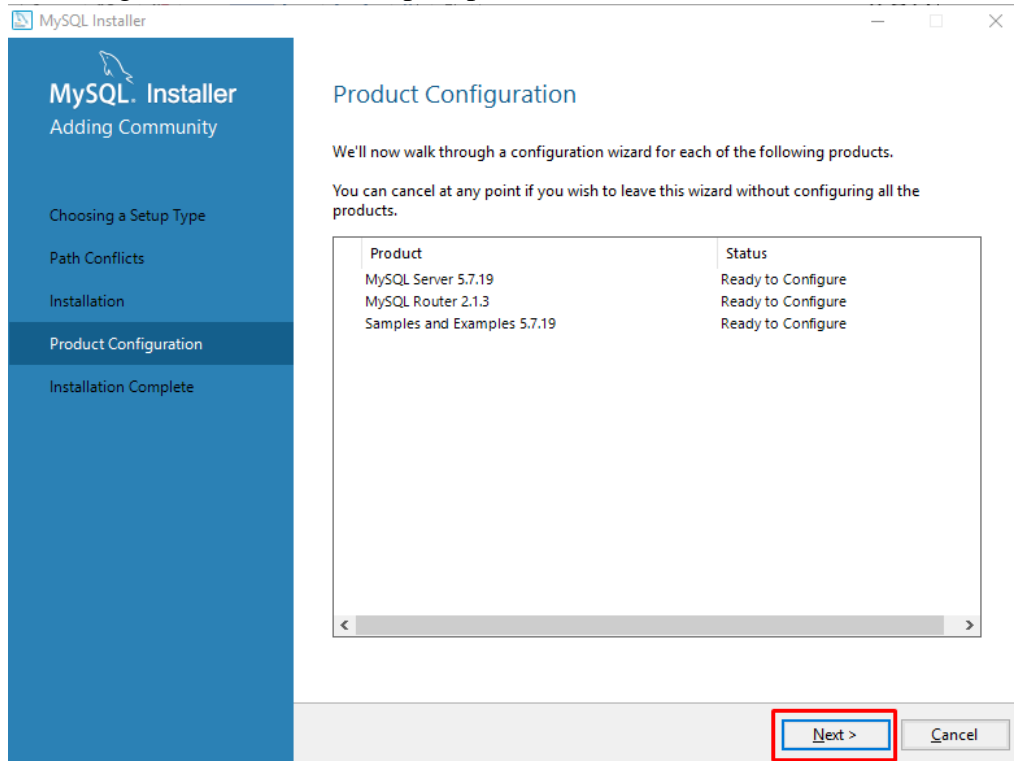 MySQL Installer
MySQL. Installer
Adding Community
Choosing a Setup Type
Path Conflicts
Installation
Product Configuration
Installation Complete
Product Configuration
We'll now walk through a configuration wizard for each of the following products.
You can cancel at any point if you wish to leave this wizard without configuring all the
products.
Product Status
MySQL Server 5.7.19 Ready to Configure
MySQL Router 2.1.3 Ready to Configure
Samples and Examples 5.7.19 Ready to Configure
Next > Cancel